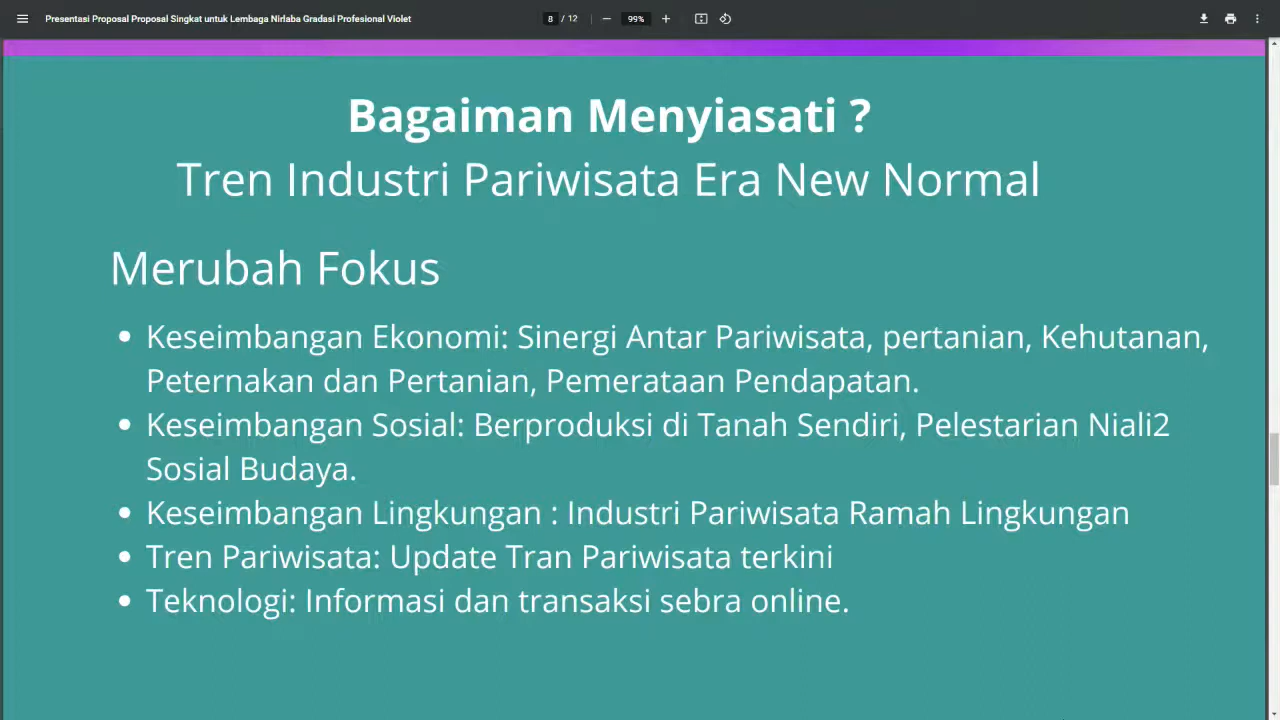 Presentasi Proposal Proposal Singkat untuk Lembaga Nirlaba Gradasi Profesional Violet
8 / 12
99%
Bagaiman Menyiasati ?
Tren Industri Pariwisata Era New Normal
Merubah Fokus
• Keseimbangan Ekonomi: Sinergi Antar Pariwisata, pertanian, Kehutanan,
Peternakan dan Pertanian, Pemerataan Pendapatan.
• Keseimbangan Sosial: Berproduksi di Tanah Sendiri, Pelestarian Niali2
Sosial Budaya.
• Keseimbangan Lingkungan : Industri Pariwisata Ramah Lingkungan
• Tren Pariwisata: Update Tran Pariwisata terkini
• Teknologi: Informasi dan transaksi sebra online.